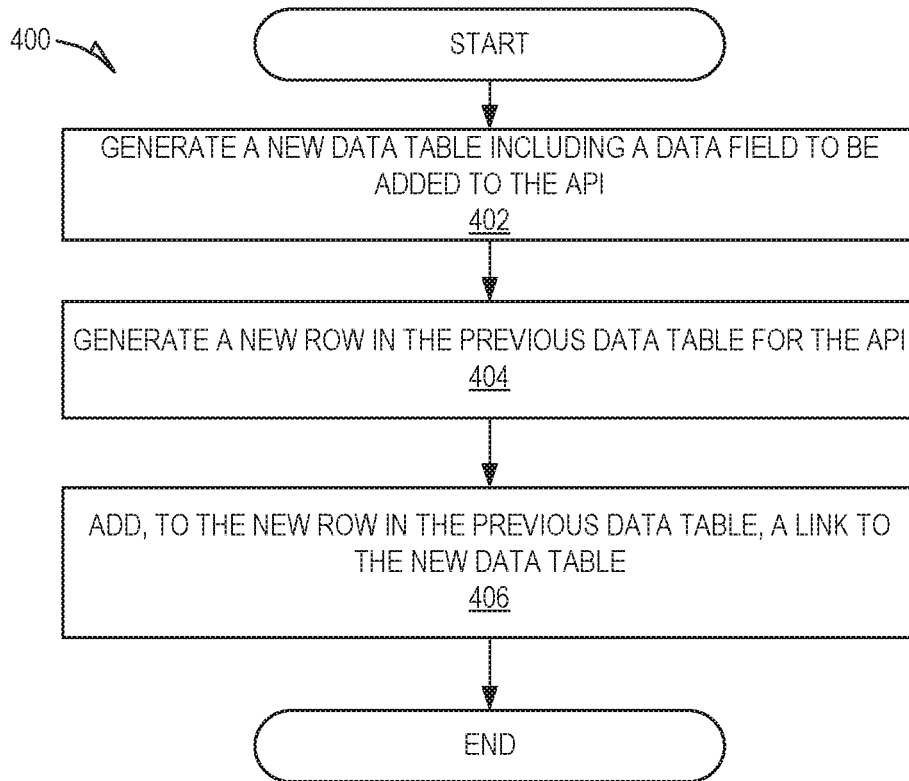 400
START
GENERATE A NEW DATA TABLE INCLUDING A DATA FIELD TO BE
ADDED TO THE API
402
GENERATE A NEW ROW IN THE PREVIOUS DATA TABLE FOR THE API
404
ADD, TO THE NEW ROW IN THE PREVIOUS DATA TABLE, A LINK TO
THE NEW DATA TABLE
406
END